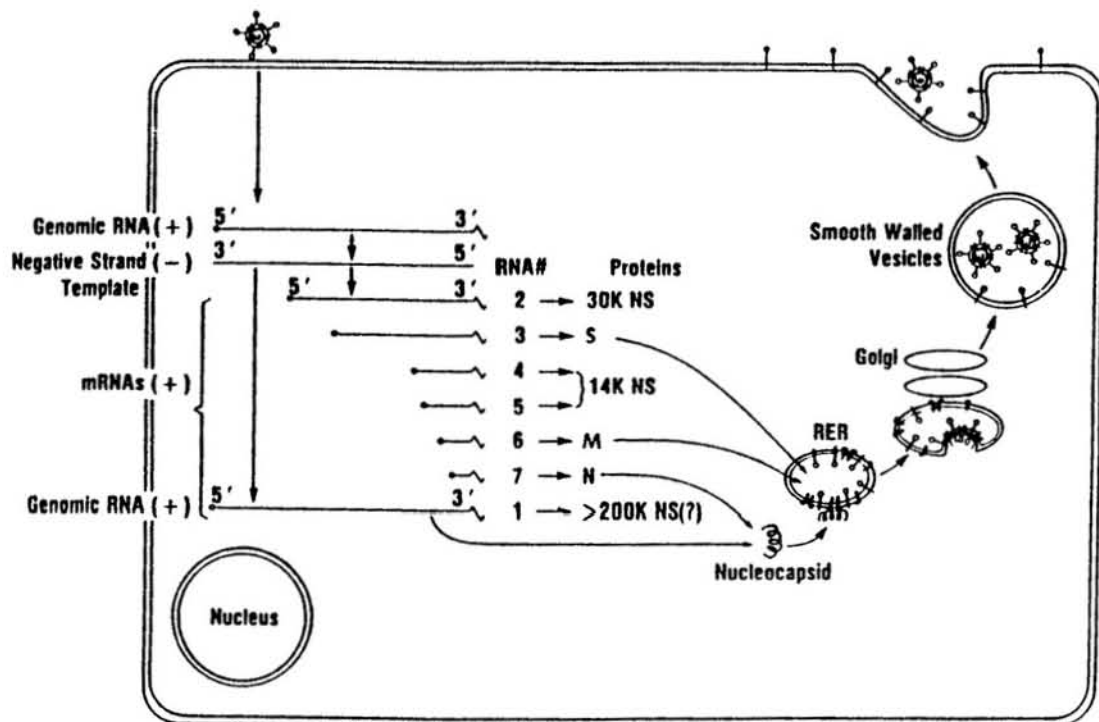 5′ 3′
Genomic RNA (+)
3′ 5′
Negative Strand (−)
Template
RNA# Proteins
5′ 3′
2 → 30K NS
3 → S
4 →
mRNAs (+)
} 14K NS
5 →
6 → M
7 → N
5′ 3′
Genomic RNA (+)
1 → >200K NS(?)
Nucleocapsid
RER
Golgi
Smooth Walled
Vesicles
Nucleus